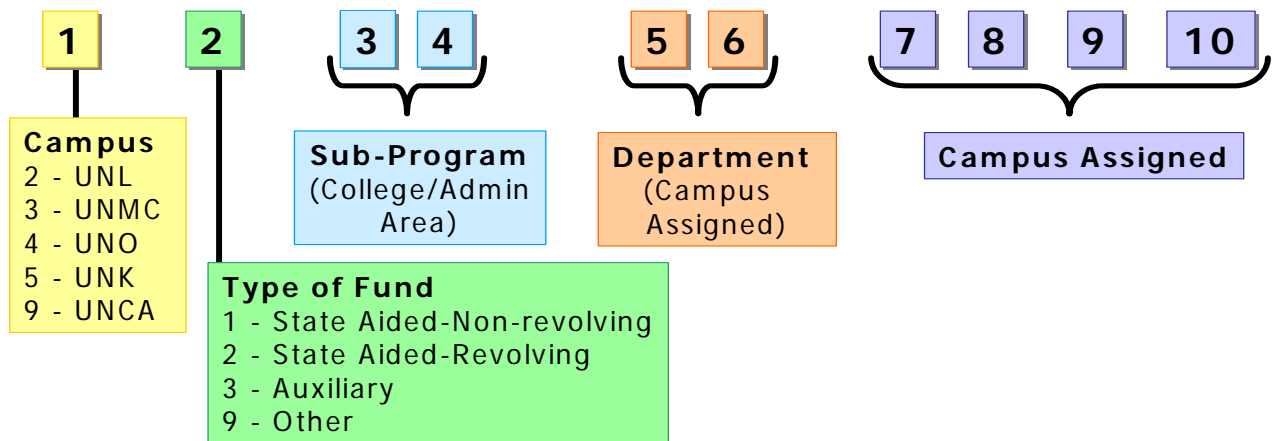 1 2 3 4 5 6 7 8 9 10
Campus
2 - UNL
3 - UNMC
4 - UNO
5 - UNK
9 - UNCA
Type of Fund
1 - State Aided-Non-revolving
2 - State Aided-Revolving
3 - Auxiliary
9 - Other
Sub-Program
(College/Admin
Area)
Department
(Campus
Assigned)
Campus Assigned